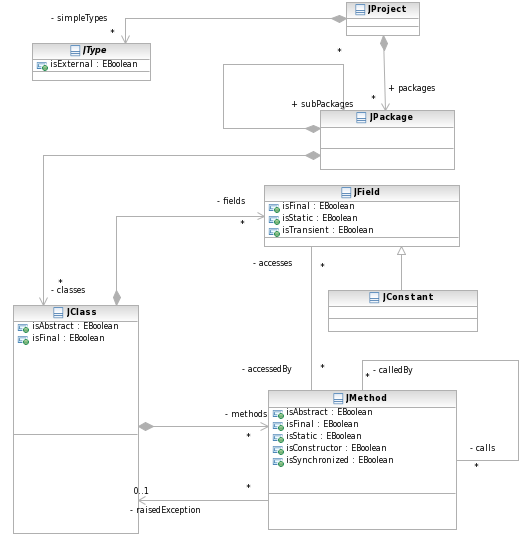 JProject
- simpleTypes
*
JType
isExternal : EBoolean
*
+ packages
*
+ subPackages
*
JPackage
JField
isFinal : EBoolean
isStatic : EBoolean
isTransient : EBoolean
- fields
*
- accesses
*
*
- classes
JConstant
JClass
isAbstract : EBoolean
isFinal : EBoolean
- accessedBy
*
- calledBy
*
JMethod
isAbstract : EBoolean
isFinal : EBoolean
isStatic : EBoolean
isConstructor : EBoolean
isSynchronized : EBoolean
- methods
*
- calls
*
0..1
*
- raisedException